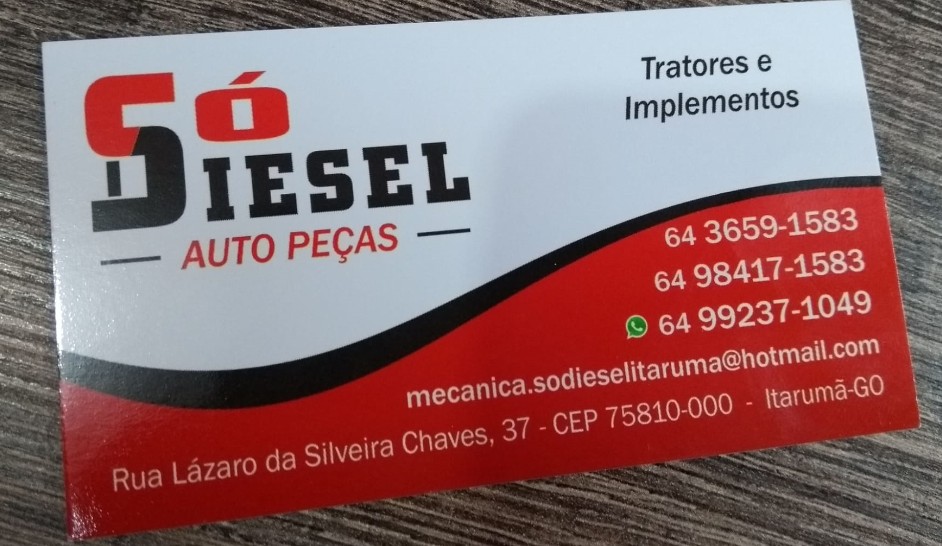 SÓ
DIESEL
AUTO PEÇAS
Tratores e
Implementos
64 3659-1583
64 98417-1583
64 99237-1049
mecanica.sodieselitaruma@hotmail.com
Rua Lázaro da Silveira Chaves, 37 - CEP 75810-000 - Itarumã-GO